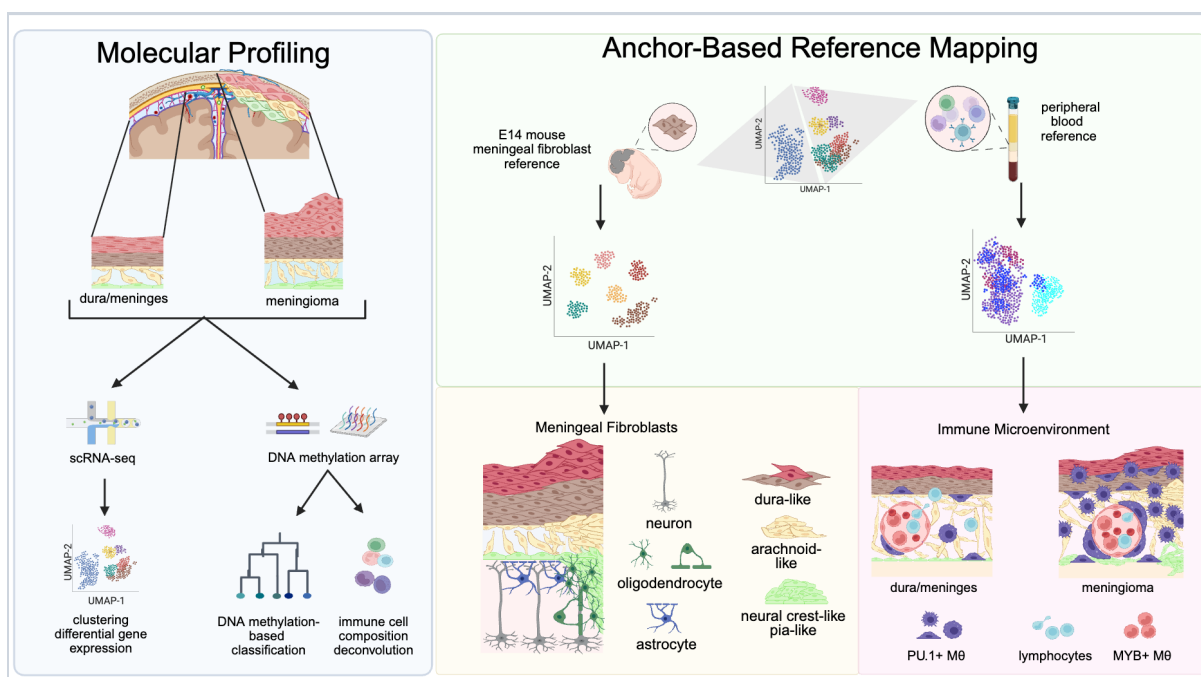 Molecular Profiling
dura/meninges
meningioma
scRNA-seq
DNA methylation array
UMAP-2
UMAP-1
clustering
differential gene
expression
DNA methylation-
based
classification
immune cell
composition
deconvolution
Anchor-Based Reference Mapping
E14 mouse
meningeal fibroblast
reference
UMAP-2
UMAP-1
peripheral
blood
reference
UMAP-2
UMAP-1
UMAP-2
UMAP-1
Meningeal Fibroblasts
neuron
oligodendrocyte
astrocyte
dura-like
arachnoid-
like
neural crest-like
pia-like
Immune Microenvironment
dura/meninges
meningioma
PU.1+ Mθ
lymphocytes
MYB+ Mθ